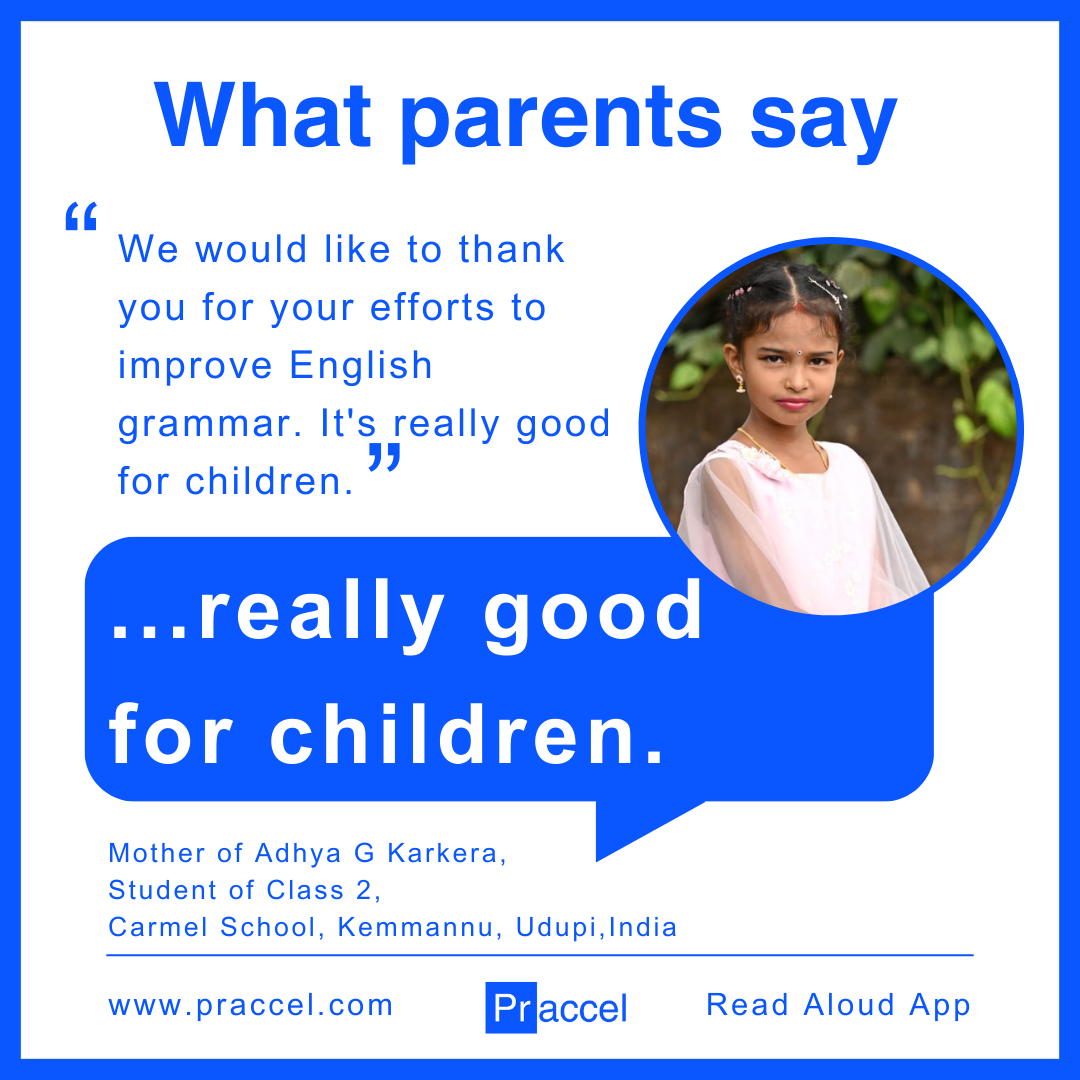 What parents say
“
We would like to thank
you for your efforts to
improve English
grammar. It's really good
for children. ”
...really good
for children.
Mother of Adhya G Karkera,
Student of Class 2,
Carmel School, Kemmannu, Udupi,India
www.praccel.com Praccel Read Aloud App